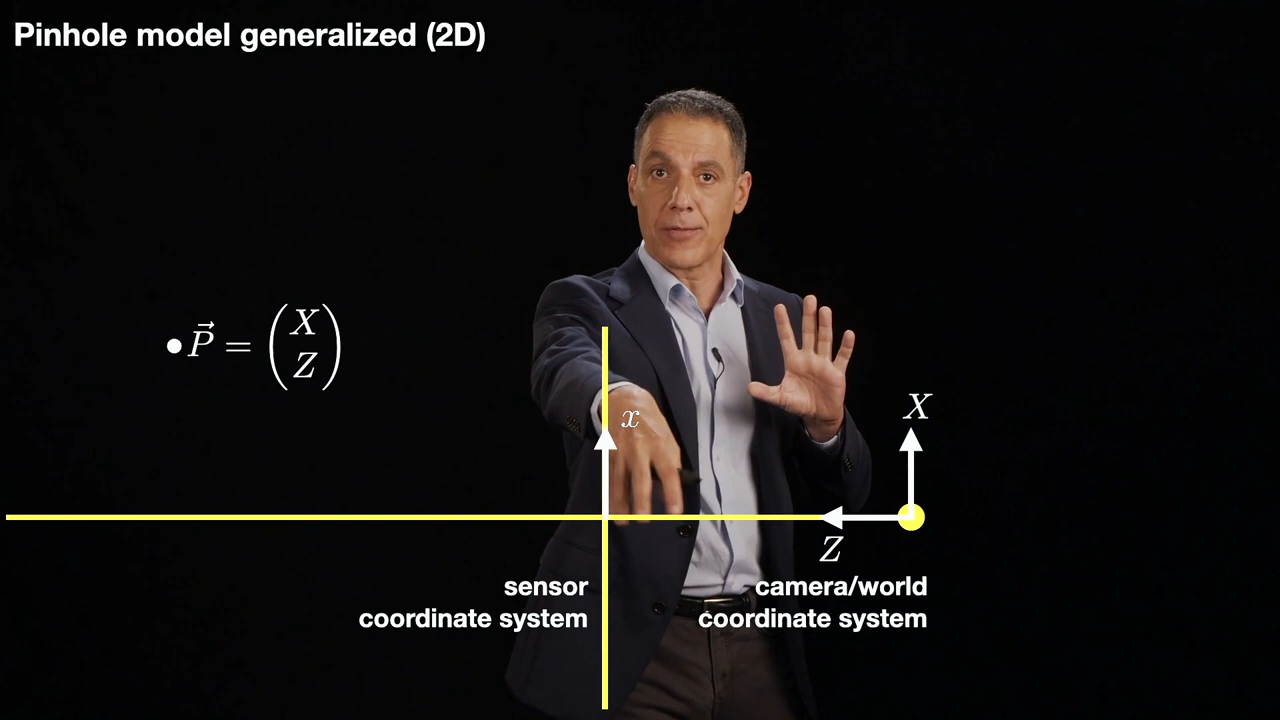 Pinhole model generalized (2D)
P⃗ = (X
Z)
x
X
Z
sensor
coordinate system
camera/world
coordinate system